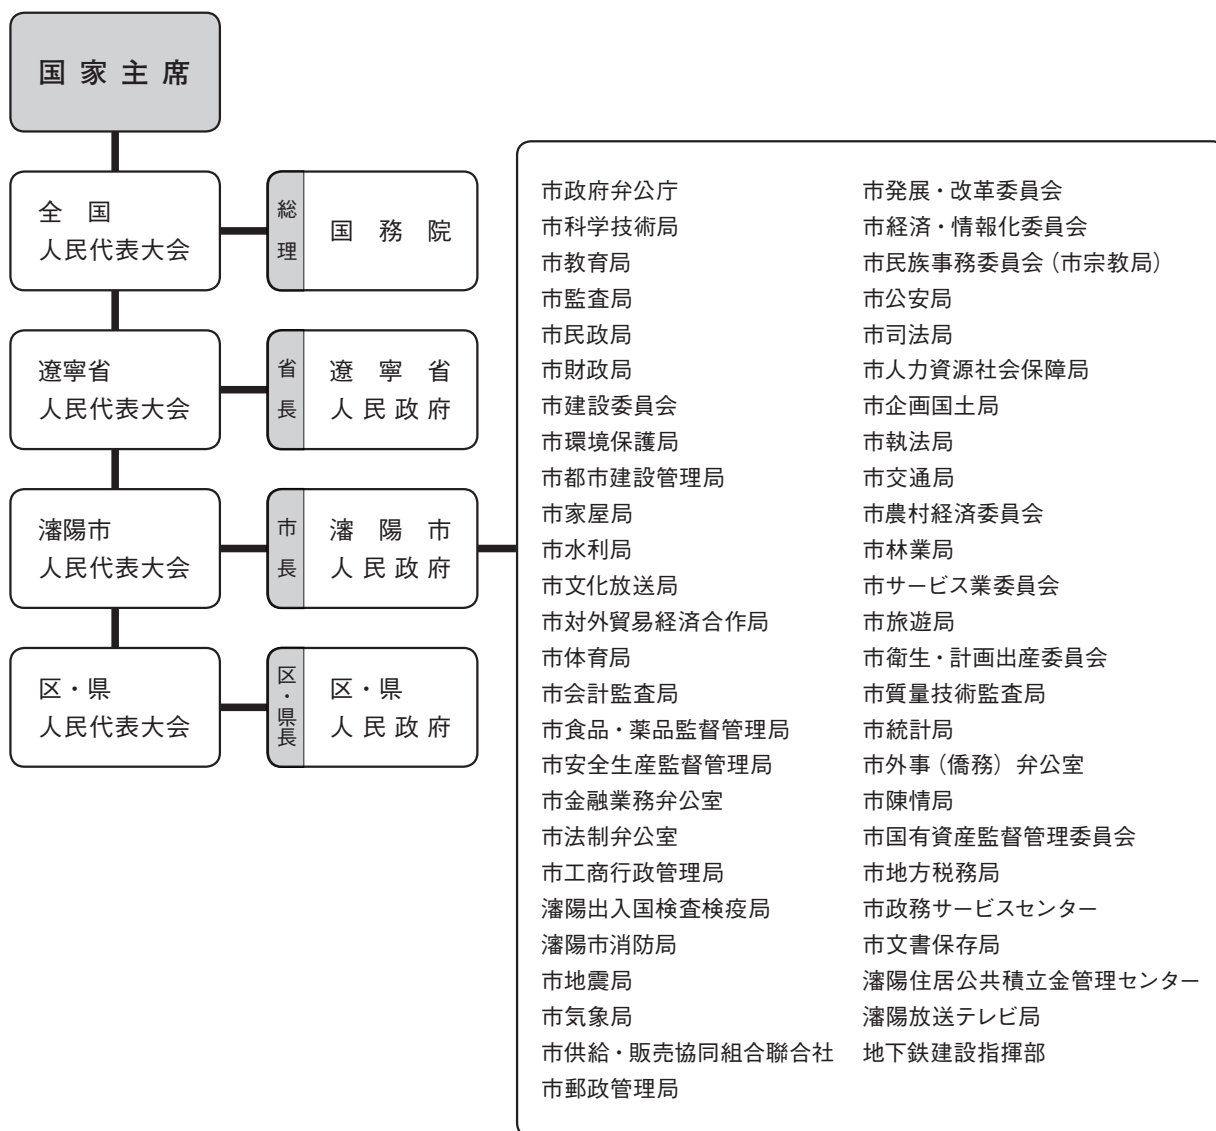 国家主席
全国
人民代表大会
総理
国務院
遼寧省
人民代表大会
省長
遼寧省
人民政府
瀋陽市
人民代表大会
市長
瀋陽市
人民政府
区・県
人民代表大会
区・県長
区・県
人民政府
市政府弁公庁
市科学技術局
市教育局
市監査局
市民政局
市財政局
市建設委員会
市環境保護局
市都市建設管理局
市家屋局
市水利局
市文化放送局
市対外貿易経済合作局
市体育局
市会計監査局
市食品・薬品監督管理局
市安全生産監督管理局
市金融業務弁公室
市法制弁公室
市工商行政管理局
瀋陽出入国検査検疫局
瀋陽市消防局
市地震局
市気象局
市供給・販売協同組合聯合社
市郵政管理局
市発展・改革委員会
市経済・情報化委員会
市民族事務委員会（市宗教局）
市公安局
市司法局
市人力資源社会保障局
市企画国土局
市執法局
市交通局
市農村経済委員会
市林業局
市サービス業委員会
市旅遊局
市衛生・計画出産委員会
市質量技術監査局
市統計局
市外事（僑務）弁公室
市陳情局
市国有資産監督管理委員会
市地方税務局
市政務サービスセンター
市文書保存局
瀋陽住居公共積立金管理センター
瀋陽放送テレビ局
地下鉄建設指揮部